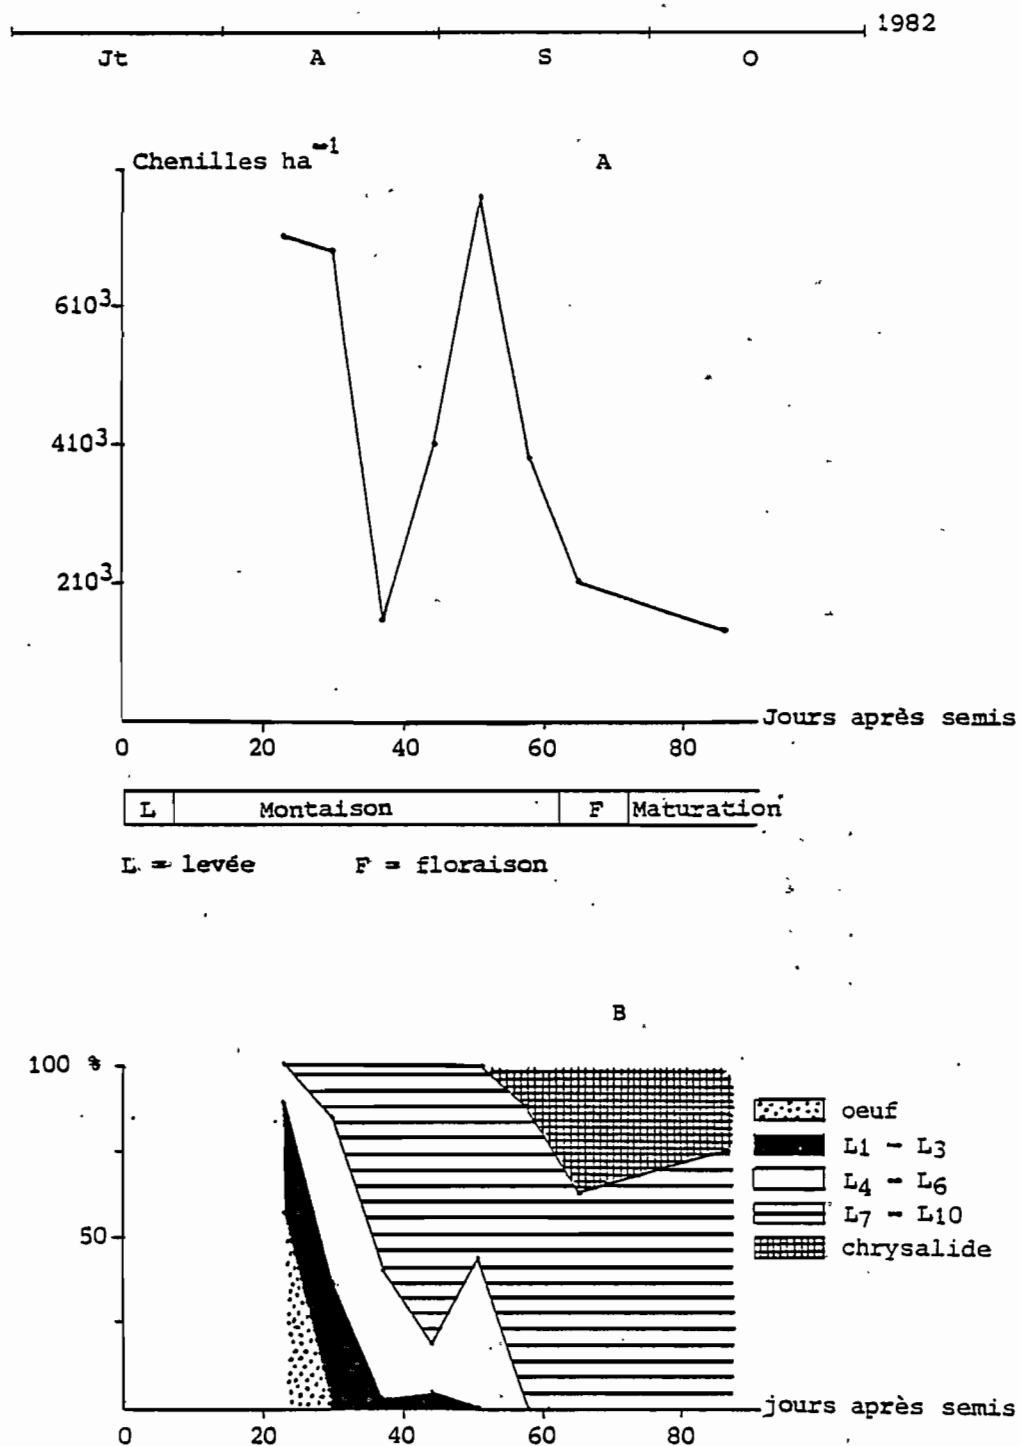 1982
Jt A S O
Chenilles ha-1 A
610³
410³
210³
Jours après semis
0 20 40 60 80
L Montaison F Maturation
L = levée F = floraison
B
100 %
50
oeuf
L1 - L3
L4 - L6
L7 - L10
chrysalide
jours après semis
0 20 40 60 80